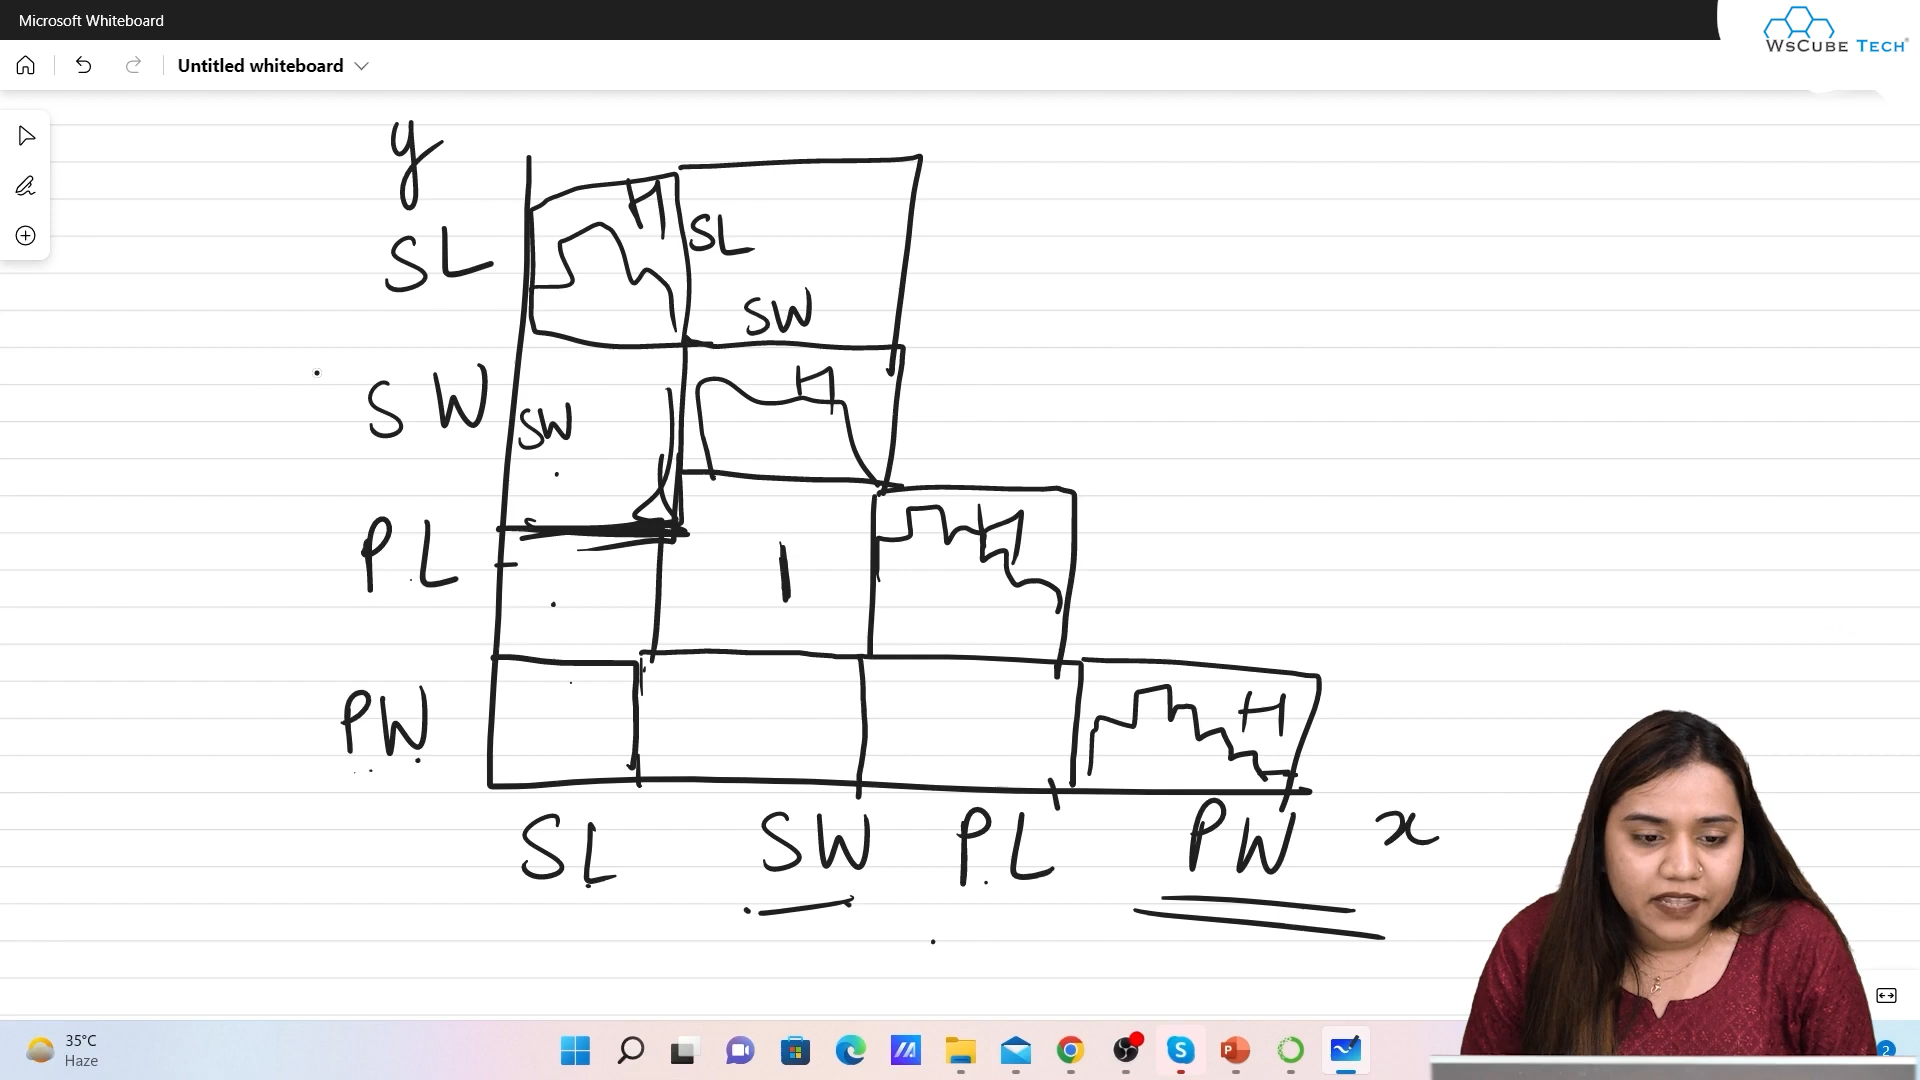 Microsoft Whiteboard
WsCube Tech
Untitled whiteboard
y
H
SL
SL
SW
H
SW
SW
H
PL
PW
H
SL
SW
PL
PW
x
35°C
Haze
2